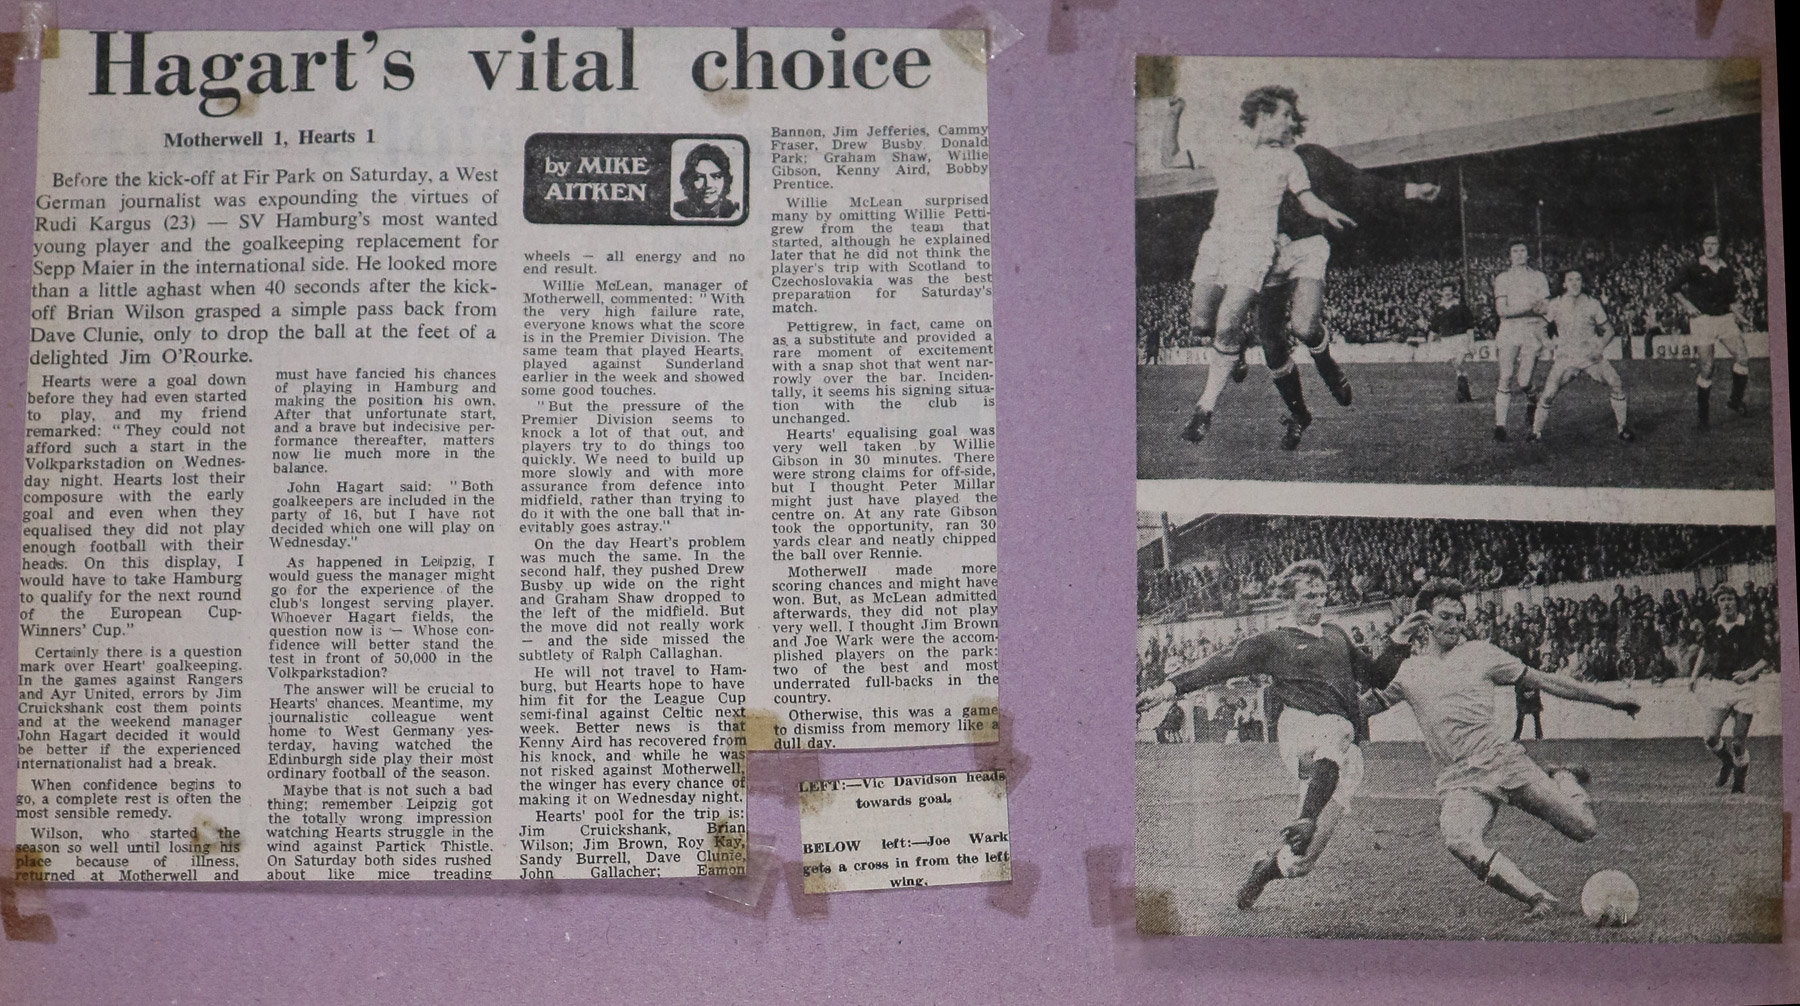 Hagart's vital choice
Motherwell 1, Hearts 1
Before the kick-off at Fir Park on Saturday, a West
German journalist was expounding the virtues of
Rudi Kargus (23) — SV Hamburg's most wanted
young player and the goalkeeping replacement for
Sepp Maier in the international side. He looked more
than a little aghast when 40 seconds after the kick-
off Brian Wilson grasped a simple pass back from
Dave Clunie, only to drop the ball at the feet of a
delighted Jim O'Rourke.
Hearts were a goal down
before they had even started
to play, and my friend
remarked: "They could not
afford such a start in the
Volkparkstadion on Wednes-
day night. Hearts lost their
composure with the early
goal and even when they
equalised they did not play
enough football with their
heads. On this display, I
would have to take Hamburg
to qualify for the next round
of the European Cup-
Winners' Cup."
Certainly there is a question
mark over Heart' goalkeeping.
In the games against Rangers
and Ayr United, errors by Jim
Cruickshank cost them points
and at the weekend manager
John Hagart decided it would
be better if the experienced
internationalist had a break.
When confidence begins to
go, a complete rest is often the
most sensible remedy.
Wilson, who started the
season so well until losing his
place because of illness,
returned at Motherwell and
must have fancied his chances
of playing in Hamburg and
making the position his own.
After that unfortunate start,
and a brave but indecisive per-
formance thereafter, matters
now lie much more in the
balance.
John Hagart said: "Both
goalkeepers are included in the
party of 16, but I have not
decided which one will play on
Wednesday."
As happened in Leipzig, I
would guess the manager might
go for the experience of the
club's longest serving player.
Whoever Hagart fields, the
question now is — Whose con-
fidence will better stand the
test in front of 50,000 in the
Volkparkstadion?
The answer will be crucial to
Hearts' chances. Meantime, my
journalistic colleague went
home to West Germany yes-
terday, having watched the
Edinburgh side play their most
ordinary football of the season.
Maybe that is not such a bad
thing; remember Leipzig got
the totally wrong impression
watching Hearts struggle in the
wind against Partick Thistle.
On Saturday both sides rushed
about like mice treading
by MIKE
AITKEN
wheels — all energy and no
end result.
Willie McLean, manager of
Motherwell, commented: "With
the very high failure rate,
everyone knows what the score
is in the Premier Division. The
same team that played Hearts,
played against Sunderland
earlier in the week and showed
some good touches.
"But the pressure of the
Premier Division seems to
knock a lot of that out, and
players try to do things too
quickly. We need to build up
more slowly and with more
assurance from defence into
midfield, rather than trying to
do it with the one ball that in-
evitably goes astray."
On the day Heart's problem
was much the same. In the
second half, they pushed Drew
Busby up wide on the right
and Graham Shaw dropped to
the left of the midfield. But
the move did not really work
— and the side missed the
subtlety of Ralph Callaghan.
He will not travel to Ham-
burg, but Hearts hope to have
him fit for the League Cup
semi-final against Celtic next
week. Better news is that
Kenny Aird has recovered from
his knock, and while he was
not risked against Motherwell,
the winger has every chance of
making it on Wednesday night.
Hearts' pool for the trip is:
Jim Cruickshank, Brian
Wilson; Jim Brown, Roy Kay,
Sandy Burrell, Dave Clunie,
John Gallacher; Eamon
Bannon, Jim Jefferies, Cammy
Fraser, Drew Busby, Donald
Park; Graham Shaw, Willie
Gibson, Kenny Aird, Bobby
Prentice.
Willie McLean surprised
many by omitting Willie Petti-
grew from the team that
started, although he explained
later that he did not think the
player's trip with Scotland to
Czechoslovakia was the best
preparation for Saturday's
match.
Pettigrew, in fact, came on
as a substitute and provided a
rare moment of excitement
with a snap shot that went nar-
rowly over the bar. Inciden-
tally, it seems his signing situa-
tion with the club is
unchanged.
Hearts' equalising goal was
very well taken by Willie
Gibson in 30 minutes. There
were strong claims for off-side,
but I thought Peter Millar
might just have played the
centre on. At any rate Gibson
took the opportunity, ran 30
yards clear and neatly chipped
the ball over Rennie.
Motherwell made more
scoring chances and might have
won. But, as McLean admitted
afterwards, they did not play
very well. I thought Jim Brown
and Joe Wark were the accom-
plished players on the park:
two of the best and most
underrated full-backs in the
country.
Otherwise, this was a game
to dismiss from memory like a
dull day.
LEFT:—Vic Davidson heads
towards goal.
BELOW left:—Joe Wark
gets a cross in from the left
wing.